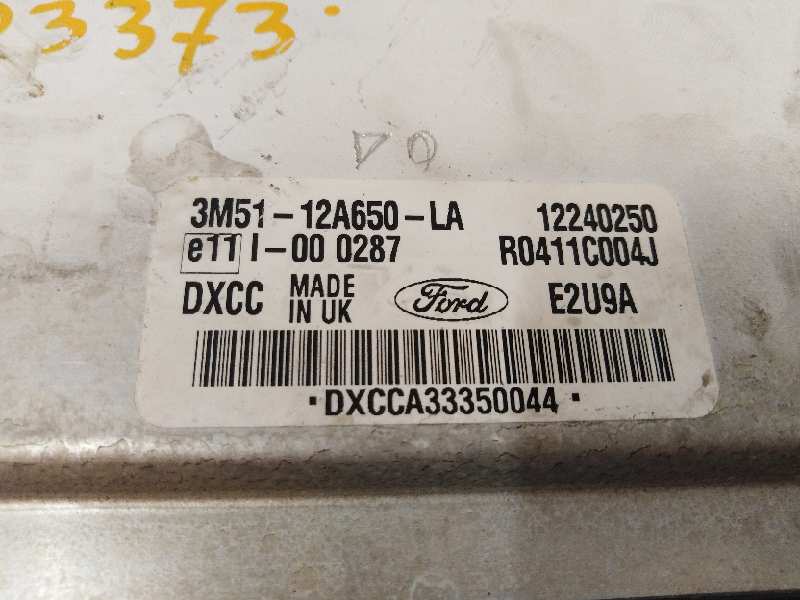 3373.
3M51-12A650-LA 12240250
e11 I-00 0287 R0411C004J
DXCC MADE IN UK Ford E2U9A
·DXCCA33350044·